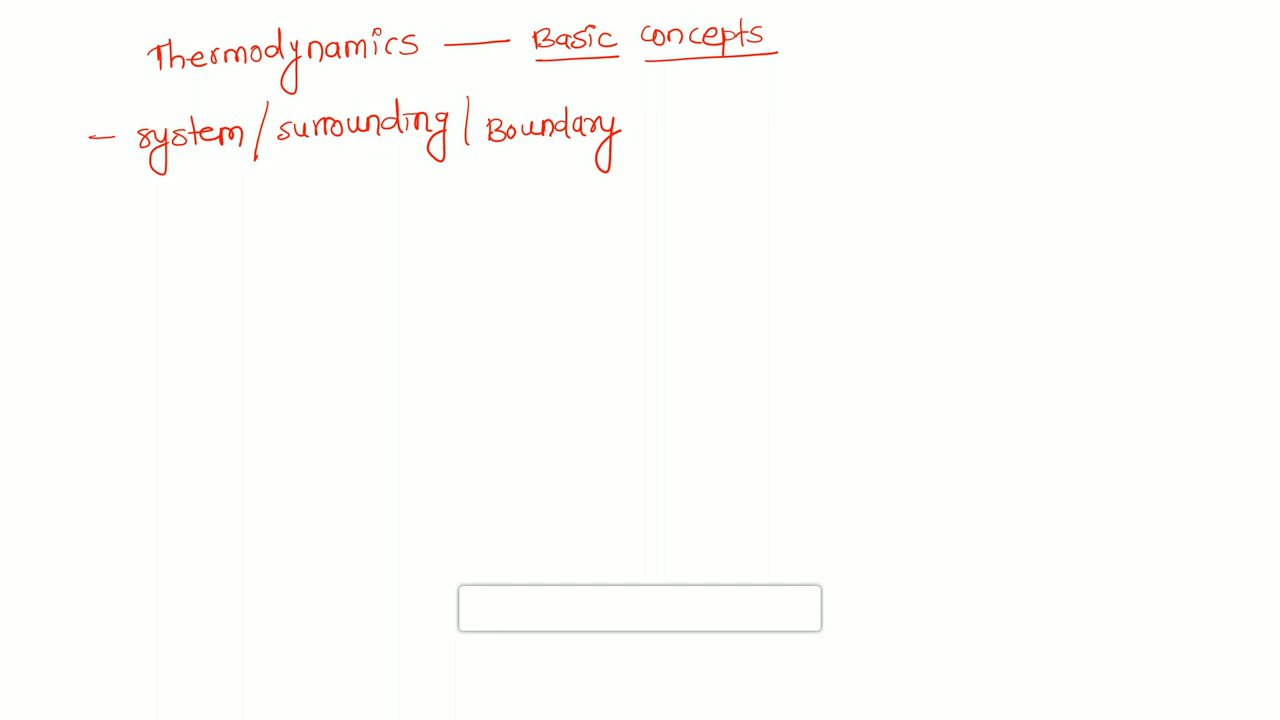 Thermodynamics — Basic concepts
- system / surrounding / Boundary